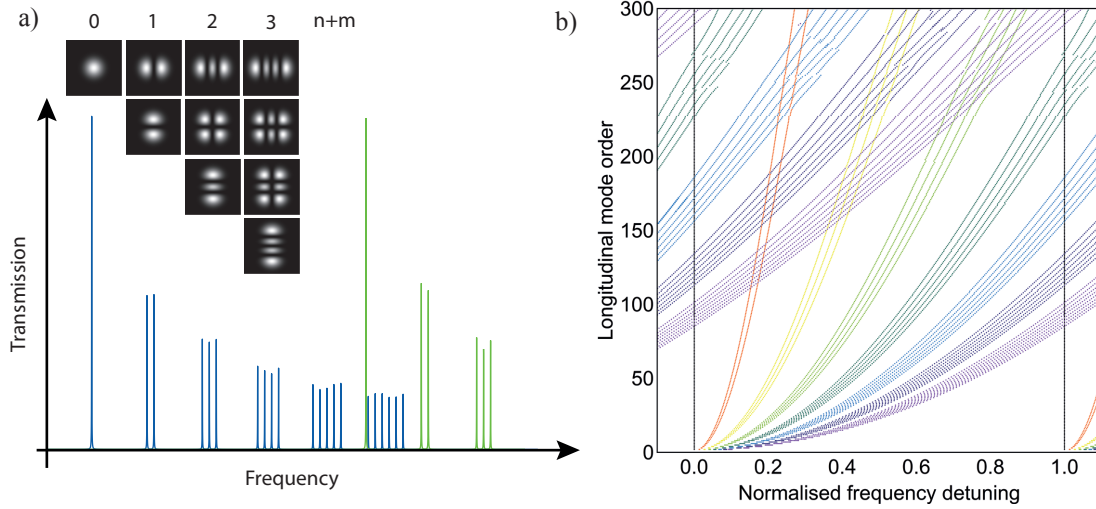 a)
0 1 2 3 n+m
Transmission
Frequency
b)
Longitudinal mode order
300
250
200
150
100
50
0
0.0 0.2 0.4 0.6 0.8 1.0
Normalised frequency detuning